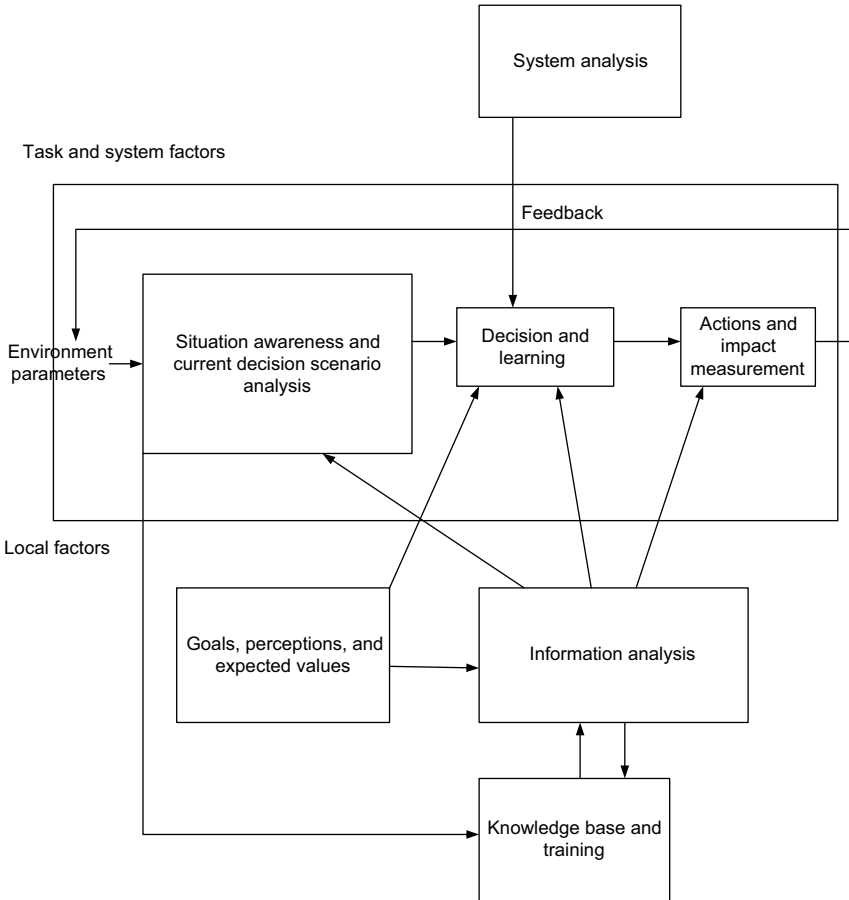 System analysis
Task and system factors
Feedback
Environment
parameters
Situation awareness and
current decision scenario
analysis
Decision and
learning
Actions and
impact
measurement
Local factors
Goals, perceptions, and
expected values
Information analysis
Knowledge base and
training